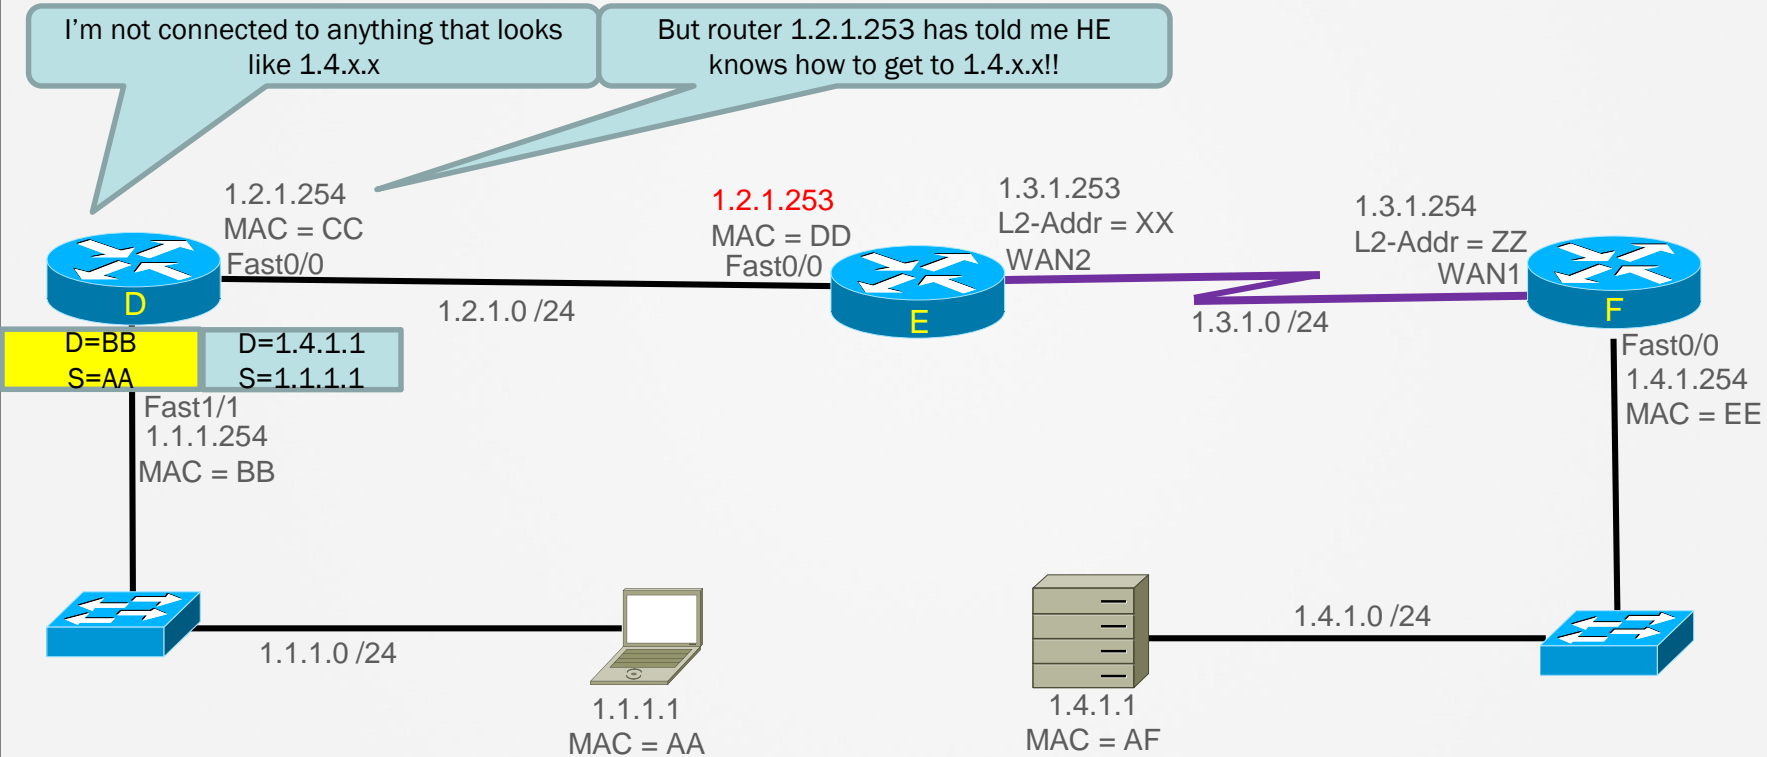 I’m not connected to anything that looks
like 1.4.x.x
But router 1.2.1.253 has told me HE
knows how to get to 1.4.x.x!!
1.2.1.254
MAC = CC
Fast0/0
1.2.1.253
MAC = DD
Fast0/0
1.3.1.253
L2-Addr = XX
WAN2
1.3.1.254
L2-Addr = ZZ
WAN1
D
1.2.1.0 /24
E
1.3.1.0 /24
F
D=BB
S=AA
D=1.4.1.1
S=1.1.1.1
Fast1/1
1.1.1.254
MAC = BB
Fast0/0
1.4.1.254
MAC = EE
1.1.1.0 /24
1.4.1.0 /24
1.1.1.1
MAC = AA
1.4.1.1
MAC = AF